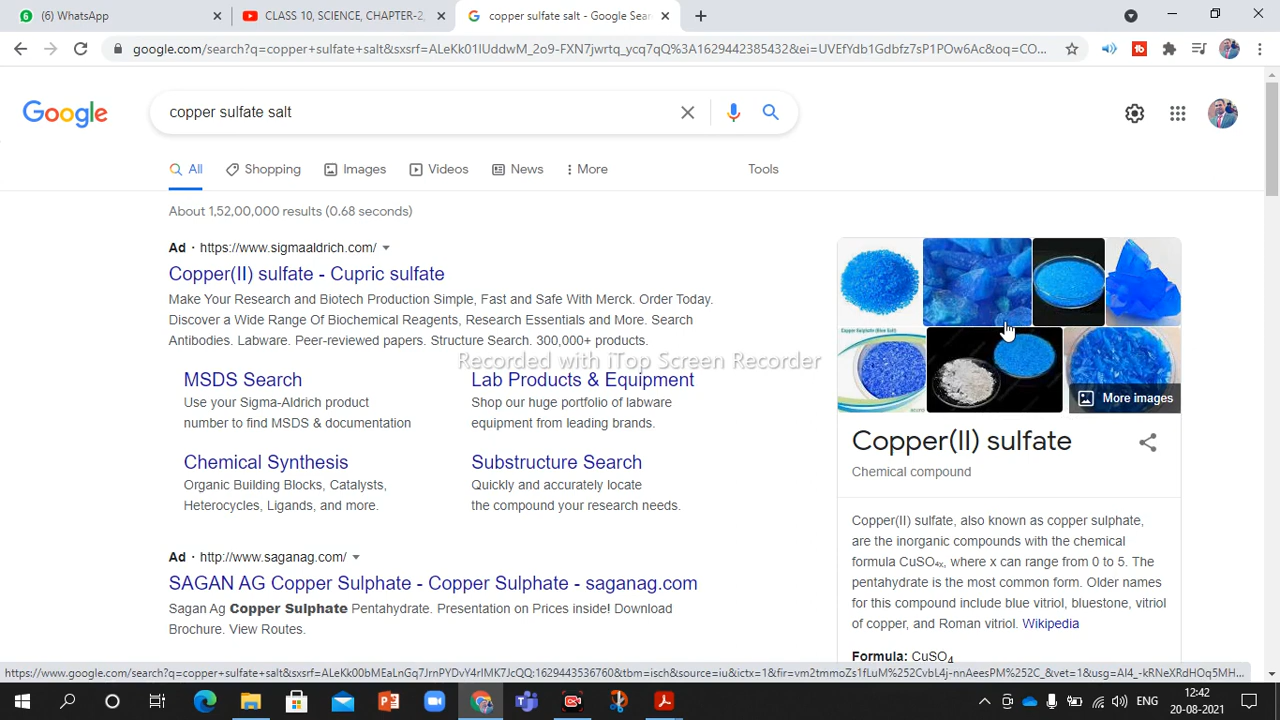 (6) WhatsApp
CLASS 10, SCIENCE, CHAPTER-2,
copper sulfate salt - Google Sear
google.com/search?q=copper+sulfate+salt&sxsrf=ALeKk01IUddwM_2o9-FXN7jwrtq_ycq7qQ%3A1629442385432&ei=UVEfYdb1Gdbfz7sP1POw6Ac&oq=CO...
Google
copper sulfate salt
All
Shopping
Images
Videos
News
More
Tools
About 1,52,00,000 results (0.68 seconds)
Ad · https://www.sigmaaldrich.com/
Copper(II) sulfate - Cupric sulfate
Make Your Research and Biotech Production Simple, Fast and Safe With Merck. Order Today.
Discover a Wide Range Of Biochemical Reagents, Research Essentials and More. Search
Antibodies. Labware. Peer-reviewed papers. Structure Search. 300,000+ products.
Recorded with iTop Screen Recorder
MSDS Search
Use your Sigma-Aldrich product
number to find MSDS & documentation
Lab Products & Equipment
Shop our huge portfolio of labware
equipment from leading brands.
Chemical Synthesis
Organic Building Blocks, Catalysts,
Heterocycles, Ligands, and more.
Substructure Search
Quickly and accurately locate
the compound your research needs.
Ad · http://www.saganag.com/
SAGAN AG Copper Sulphate - Copper Sulphate - saganag.com
Sagan Ag Copper Sulphate Pentahydrate. Presentation on Prices inside! Download
Brochure. View Routes.
Copper Sulphate (Blue Salt)
More images
Copper(II) sulfate
Chemical compound
Copper(II) sulfate, also known as copper sulphate,
are the inorganic compounds with the chemical
formula CuSO₄ₓ, where x can range from 0 to 5. The
pentahydrate is the most common form. Older names
for this compound include blue vitriol, bluestone, vitriol
of copper, and Roman vitriol. Wikipedia
Formula: CuSO₄
https://www.google.com/search?q=copper+sulfate+salt&sxsrf=ALeKk00bMEaLnGq7JrnPYDvY4rIMK7JcQQ:1629443536760&tbm=isch&source=iu&ictx=1&fir=vm2tmmoZs1fLuM%252CvbL4j-nnAeesPM%252C_&vet=1&usg=AI4_-kRNeXRdHOq5MH...
ENG
12:42
20-08-2021